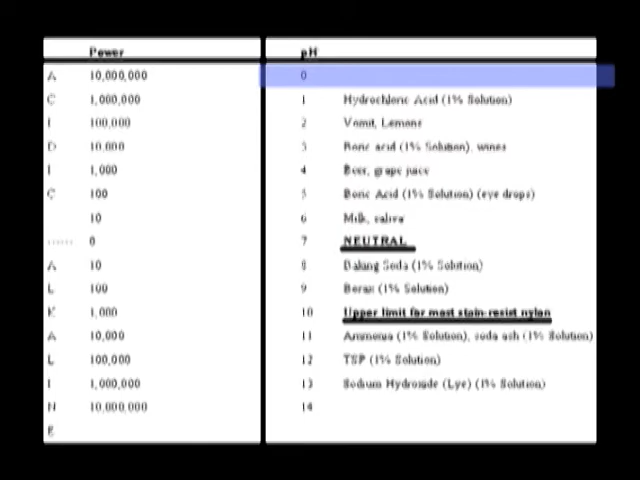 Power pH
A 10,000,000 0
C 1,000,000 1 Hydrochloric Acid (1% Solution)
I 100,000 2 Vomit, Lemons
D 10,000 3 Boric acid (1% Solution), wines
I 1,000 4 Beer, grape juice
C 100 5 Boric Acid (1% Solution) (eye drops)
10 6 Milk, saliva
...... 0 7 NEUTRAL
A 10 8 Baking Soda (1% Solution)
L 100 9 Borax (1% Solution)
K 1,000 10 Upper limit for most stain-resist nylon
A 10,000 11 Ammonia (1% Solution), soda ash (1% Solution)
L 100,000 12 TSP (1% Solution)
I 1,000,000 13 Sodium Hydroxide (Lye) (1% Solution)
N 10,000,000 14
E